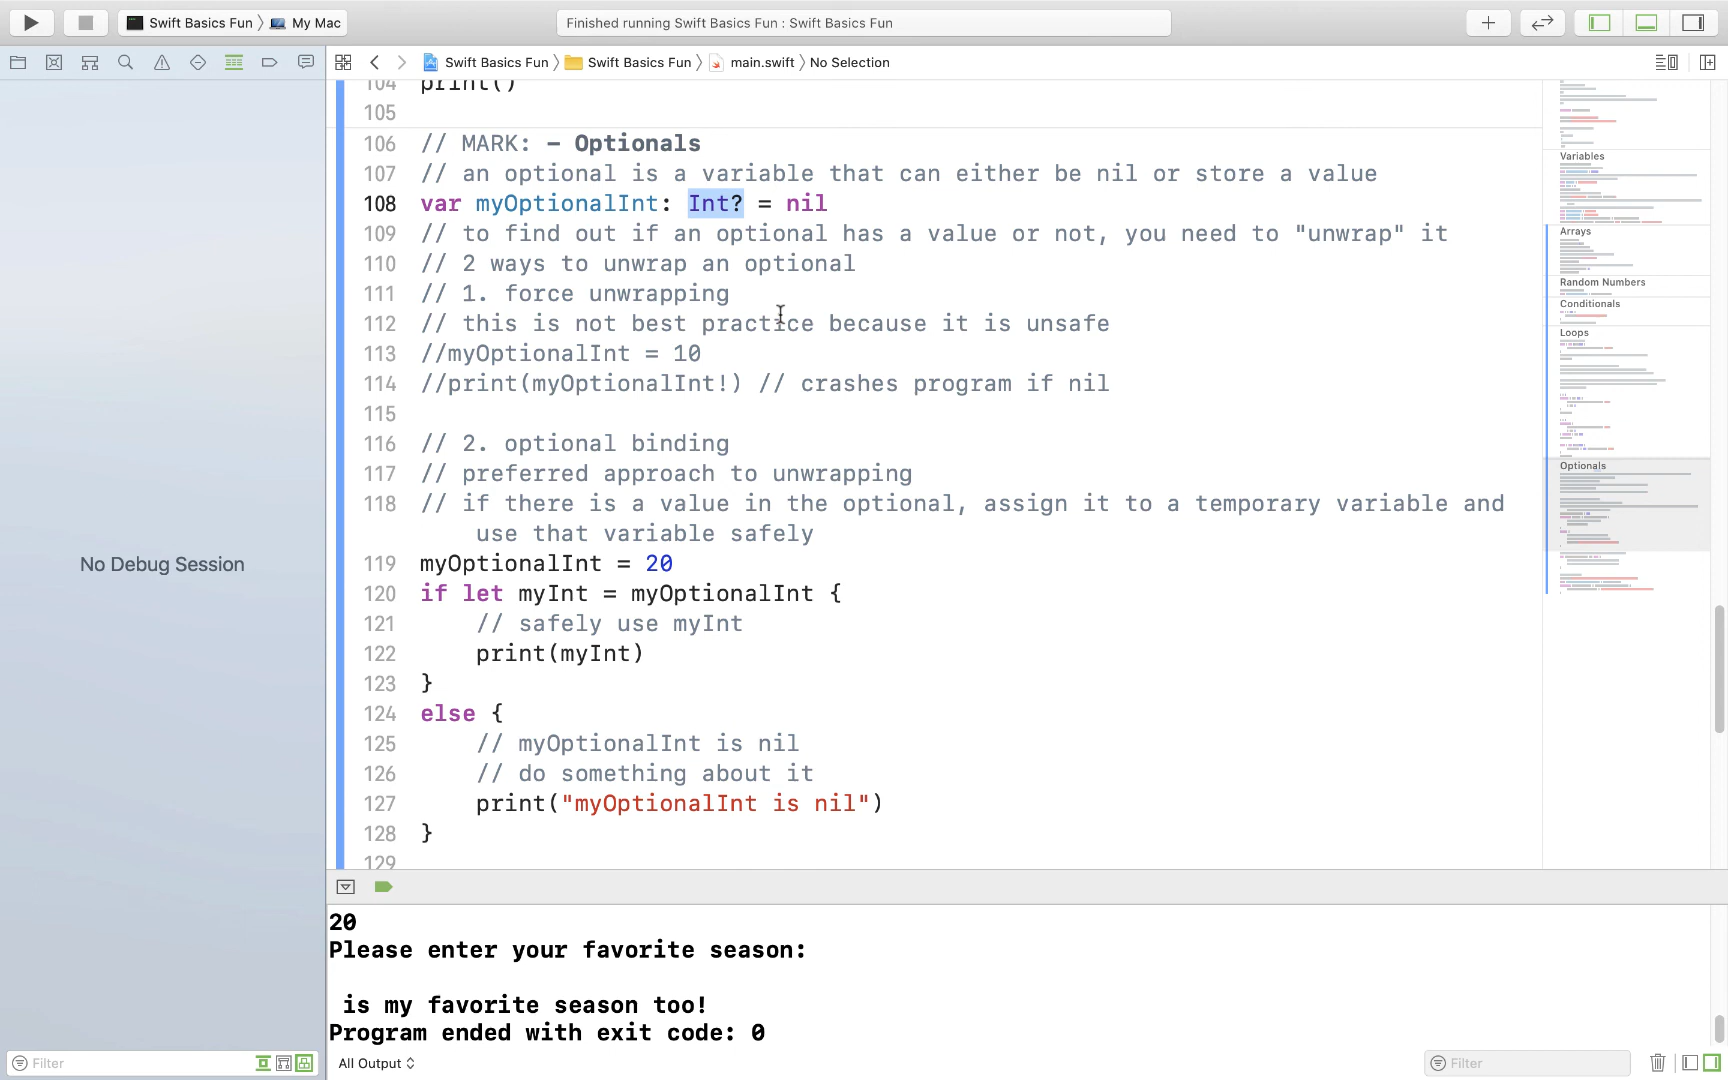 Swift Basics Fun 〉 My Mac
Finished running Swift Basics Fun : Swift Basics Fun
Swift Basics Fun 〉 Swift Basics Fun 〉 main.swift 〉 No Selection
104 print()
105
106 // MARK: - Optionals
107 // an optional is a variable that can either be nil or store a value
108 var myOptionalInt: Int? = nil
109 // to find out if an optional has a value or not, you need to "unwrap" it
110 // 2 ways to unwrap an optional
111 // 1. force unwrapping
112 // this is not best practice because it is unsafe
113 //myOptionalInt = 10
114 //print(myOptionalInt!) // crashes program if nil
115
116 // 2. optional binding
117 // preferred approach to unwrapping
118 // if there is a value in the optional, assign it to a temporary variable and
use that variable safely
119 myOptionalInt = 20
120 if let myInt = myOptionalInt {
121     // safely use myInt
122     print(myInt)
123 }
124 else {
125     // myOptionalInt is nil
126     // do something about it
127     print("myOptionalInt is nil")
128 }
129
Variables
Arrays
Random Numbers
Conditionals
Loops
Optionals
No Debug Session
20
Please enter your favorite season:
 is my favorite season too!
Program ended with exit code: 0
Filter
All Output
Filter